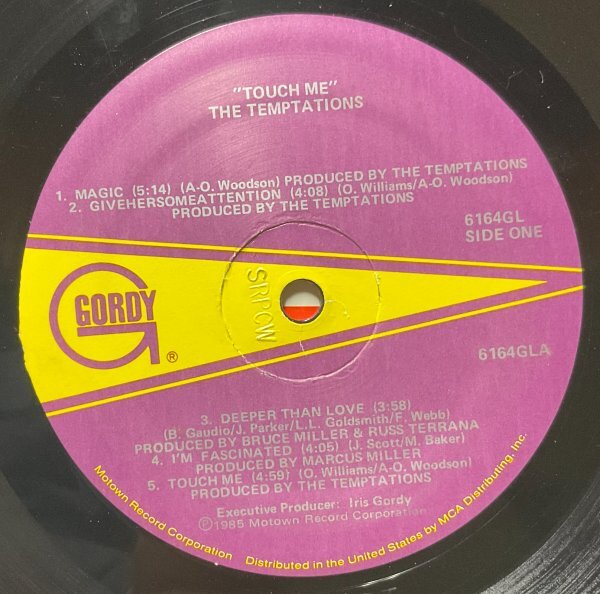 "TOUCH ME"
THE TEMPTATIONS
1. MAGIC (5:14) (A-O. Woodson) PRODUCED BY THE TEMPTATIONS
2. GIVEHERSOMEATTENTION (4:08) (O. Williams/A-O. Woodson)
PRODUCED BY THE TEMPTATIONS
6164GL
SIDE ONE
GORDY
®
SRPCW
6164GLA
3. DEEPER THAN LOVE (3:58)
(B. Gaudio/J. Parker/L.L. Goldsmith/F. Webb)
PRODUCED BY BRUCE MILLER & RUSS TERRANA
4. I'M FASCINATED (4:05) (J. Scott/M. Baker)
PRODUCED BY MARCUS MILLER
5. TOUCH ME (4:59) (O. Williams/A-O. Woodson)
PRODUCED BY THE TEMPTATIONS
Executive Producer: Iris Gordy
℗1985 Motown Record Corporation
Motown Record Corporation Distributed in the United States by MCA Distributing, Inc.